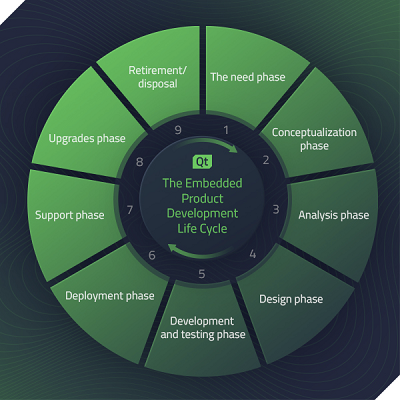 Qt
The Embedded
Product
Development
Life Cycle
1
The need phase
2
Conceptualization
phase
3
Analysis phase
4
Design phase
5
Development
and testing phase
6
Deployment phase
7
Support phase
8
Upgrades phase
9
Retirement/
disposal